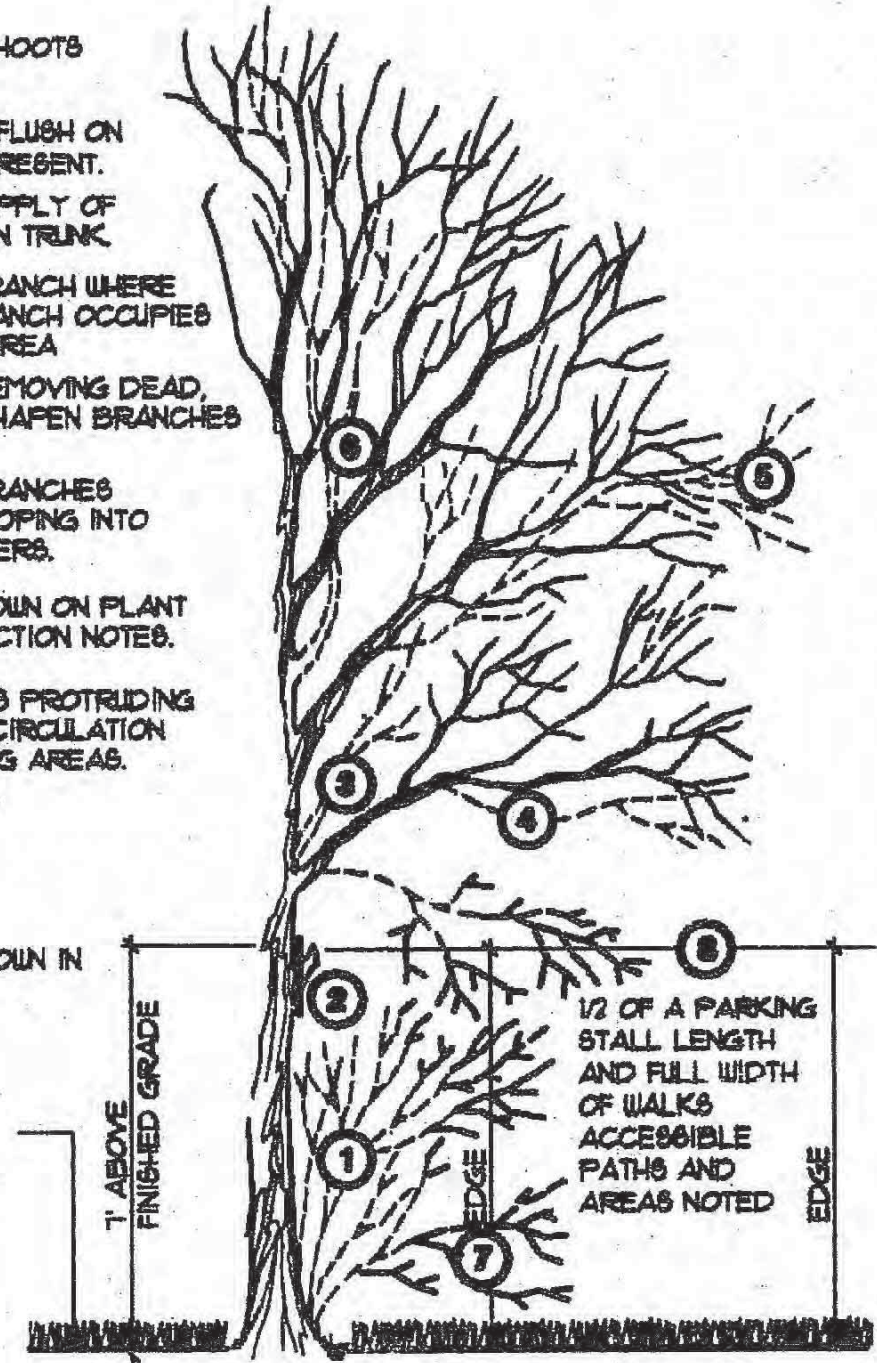 HOOTS
FLUSH ON
RESENT.
PPLY OF
N TRUNK.
RANCH WHERE
ANCH OCCUPIES
REA
EMOVING DEAD,
HAPEN BRANCHES
RANCHES
OPING INTO
ERS.
OWN ON PLANT
CTION NOTES.
S PROTRUDING
CIRCULATION
G AREAS.
OWN IN
6
5
3
4
8
2
1
7
7' ABOVE
FINISHED GRADE
EDGE
1/2 OF A PARKING
STALL LENGTH
AND FULL WIDTH
OF WALKS
ACCESSIBLE
PATHS AND
AREAS NOTED
EDGE